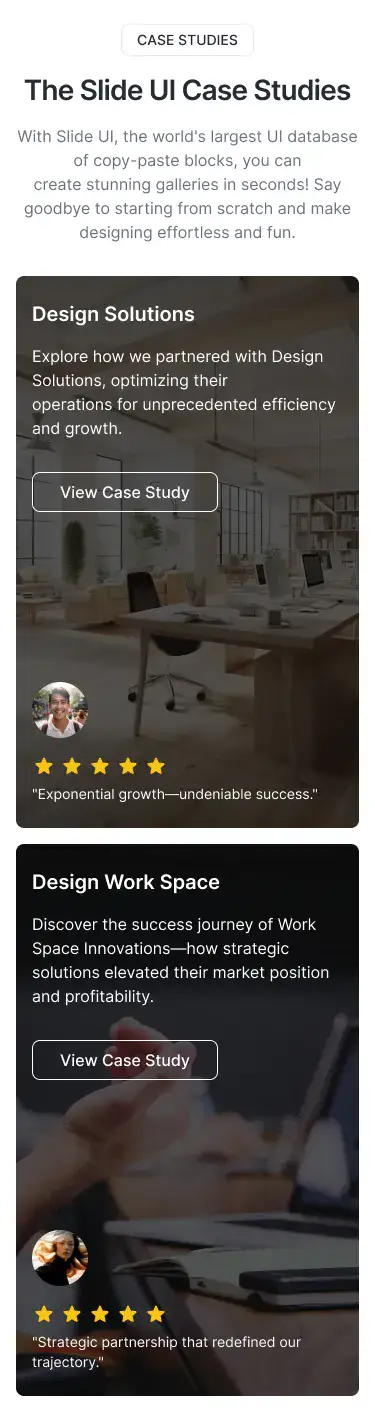 CASE STUDIES
The Slide UI Case Studies
With Slide UI, the world's largest UI database
of copy-paste blocks, you can
create stunning galleries in seconds! Say
goodbye to starting from scratch and make
designing effortless and fun.
Design Solutions
Explore how we partnered with Design
Solutions, optimizing their
operations for unprecedented efficiency
and growth.
View Case Study
"Exponential growth—undeniable success."
Design Work Space
Discover the success journey of Work
Space Innovations—how strategic
solutions elevated their market position
and profitability.
View Case Study
"Strategic partnership that redefined our
trajectory."